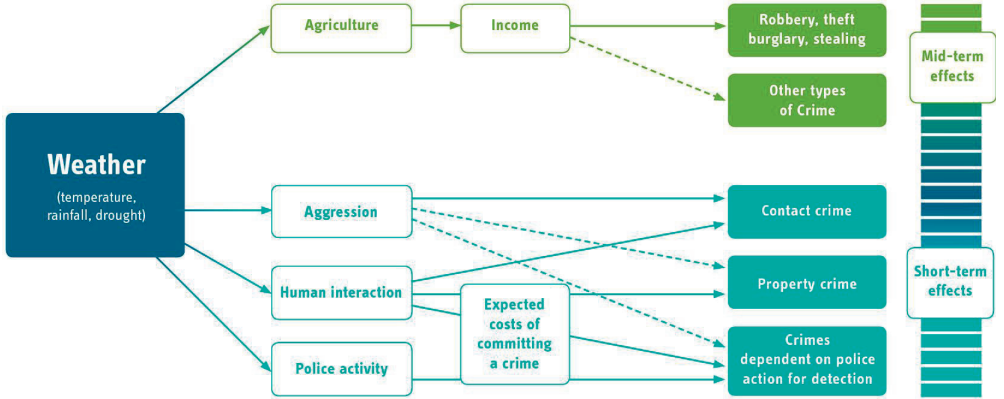 Agriculture
Income
Robbery, theft
burglary, stealing
Mid-term
effects
Other types
of Crime
Weather
(temperature,
rainfall, drought)
Aggression
Contact crime
Human interaction
Expected
costs of
committing
a crime
Property crime
Short-term
effects
Police activity
Crimes
dependent on police
action for detection